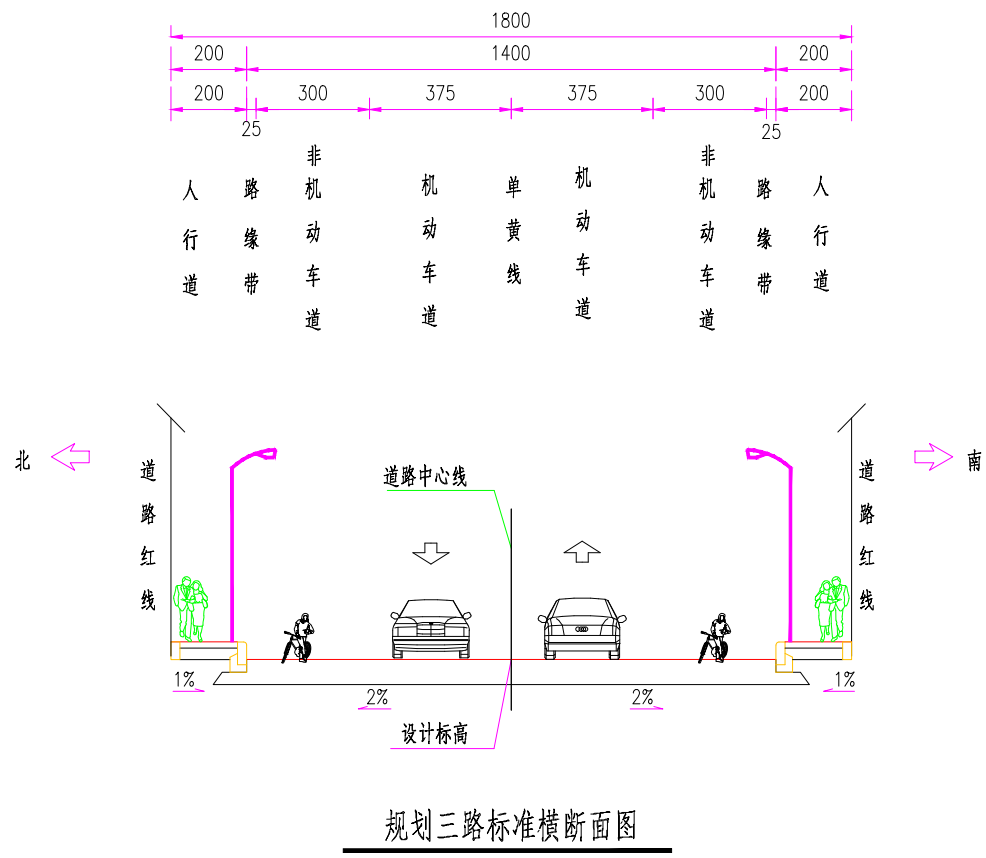 1800
200 1400 200
200 300 375 375 300 200
25 25
人行道
路缘带
非机动车道
机动车道
单黄线
机动车道
非机动车道
路缘带
人行道
北
道路红线
道路中心线
道路红线
南
1% 2% 2% 1%
设计标高
规划三路标准横断面图